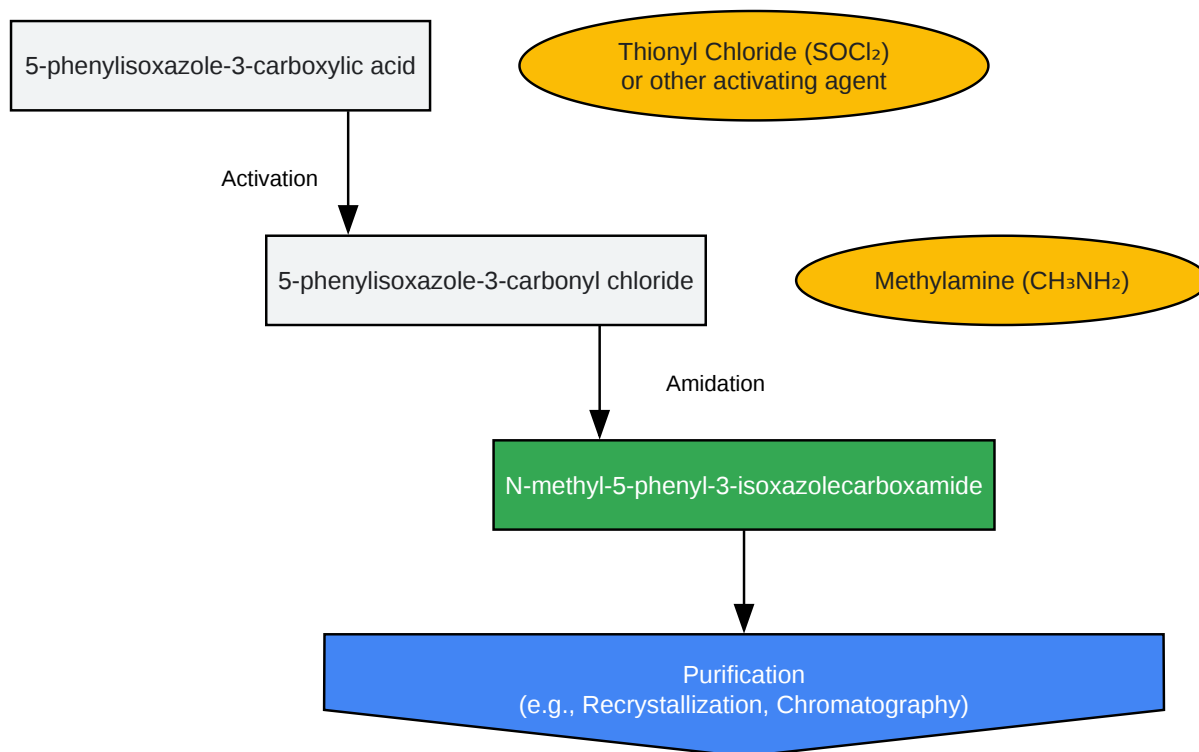 5-phenylisoxazole-3-carboxylic acid
Thionyl Chloride (SOCl₂)
or other activating agent
Activation
5-phenylisoxazole-3-carbonyl chloride
Methylamine (CH₃NH₂)
Amidation
N-methyl-5-phenyl-3-isoxazolecarboxamide
Purification
(e.g., Recrystallization, Chromatography)